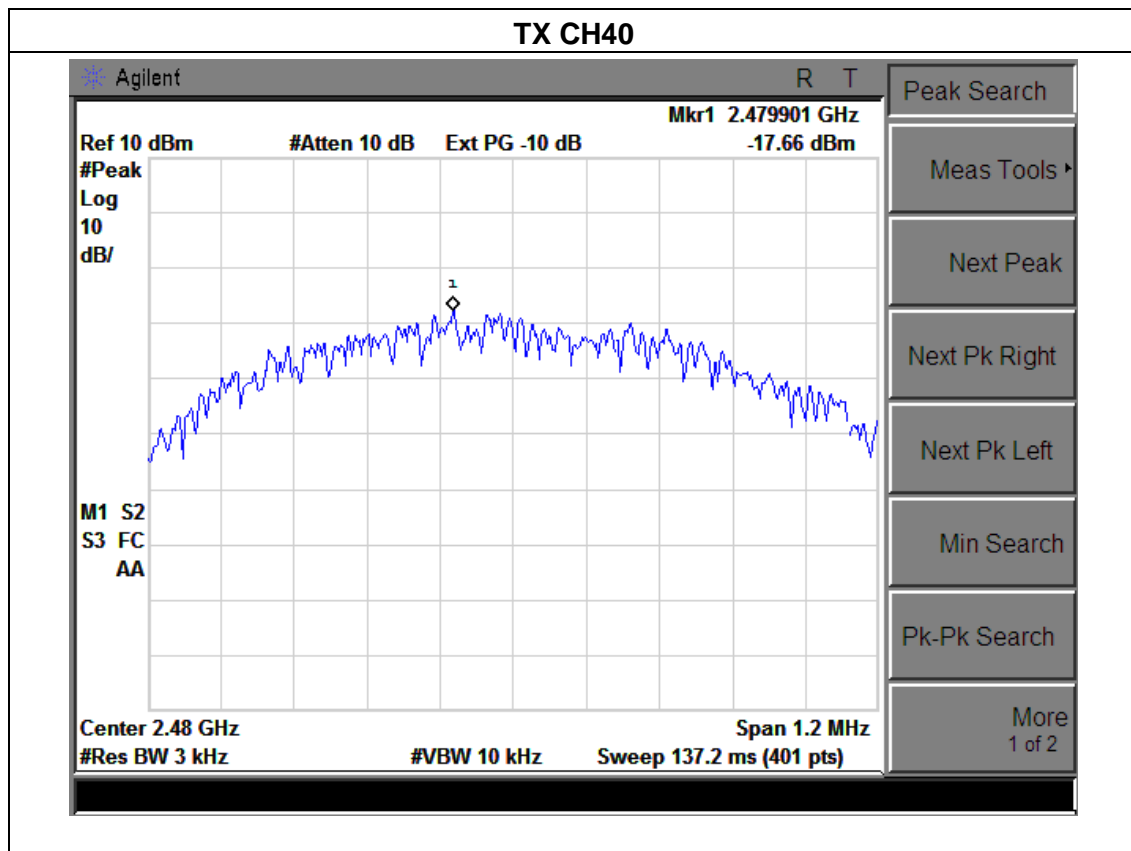 TX CH40
Agilent R T
Mkr1 2.479901 GHz
Ref 10 dBm #Atten 10 dB Ext PG -10 dB -17.66 dBm
#Peak
Log
10
dB/
1
M1 S2
S3 FC
AA
Center 2.48 GHz Span 1.2 MHz
#Res BW 3 kHz #VBW 10 kHz Sweep 137.2 ms (401 pts)
Peak Search
Meas Tools
Next Peak
Next Pk Right
Next Pk Left
Min Search
Pk-Pk Search
More
1 of 2